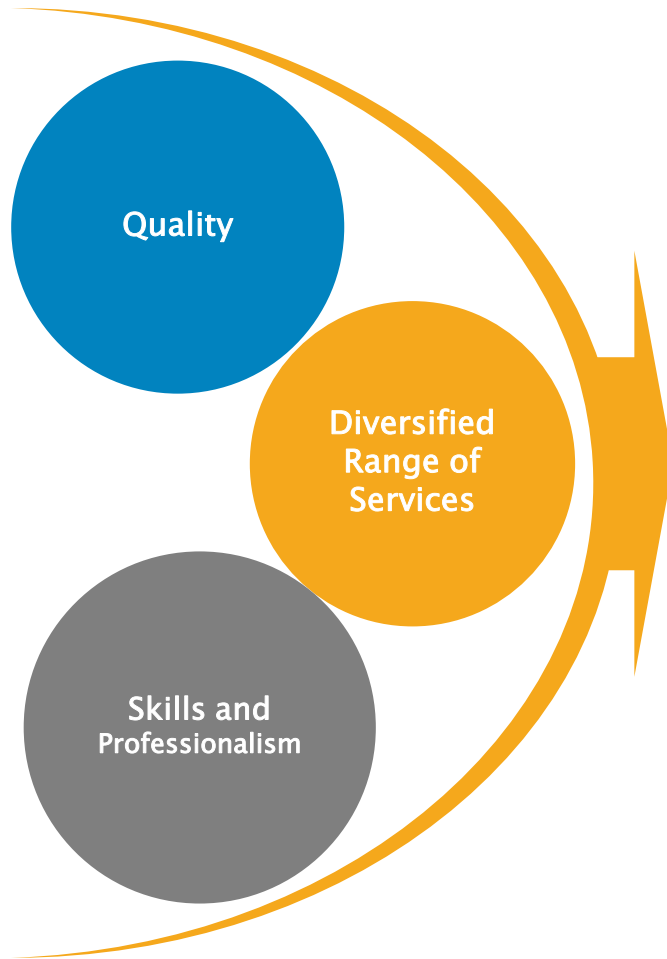 Quality
Diversified
Range of
Services
Skills and
Professionalism